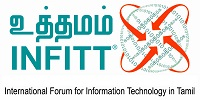 உத்தமம்
INFITT®
International Forum for Information Technology in Tamil